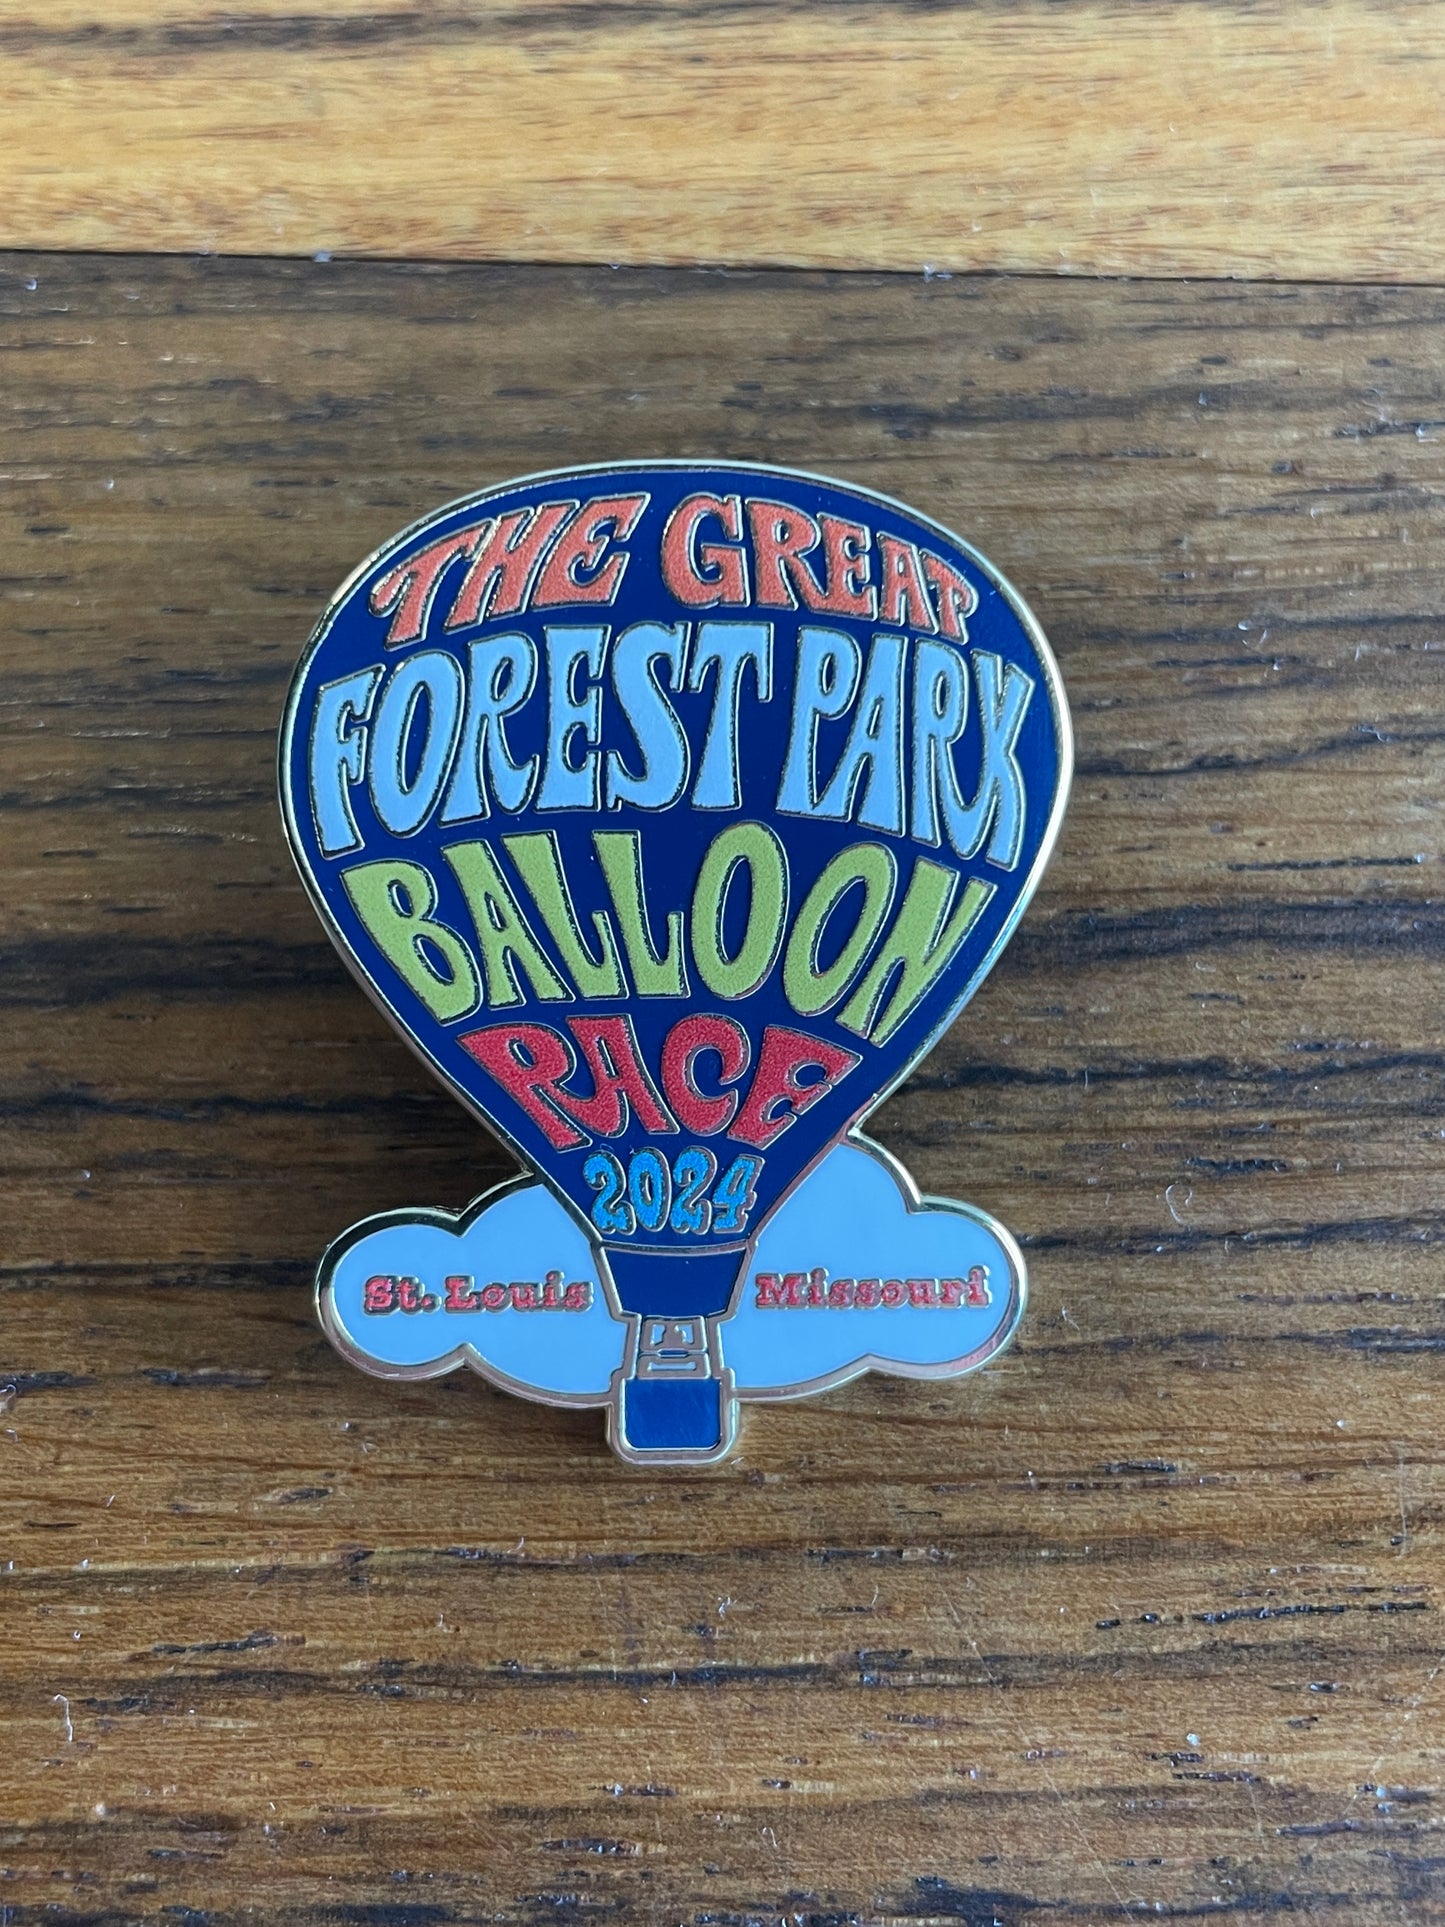 THE GREAT
FOREST PARK
BALLOON
RACE
2024
St. Louis Missouri